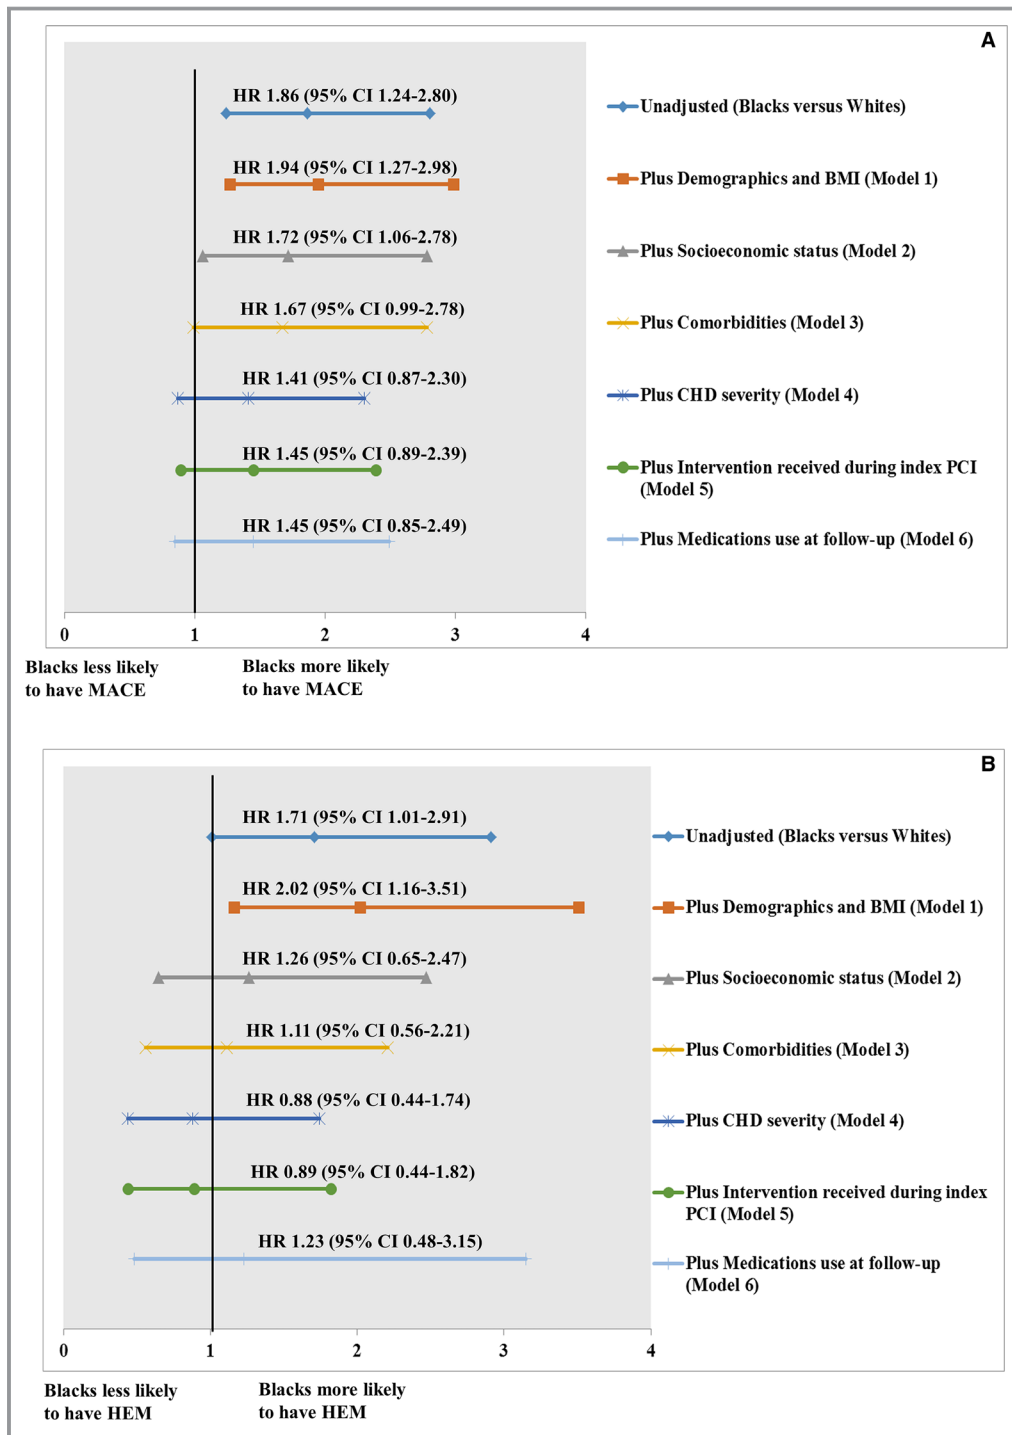 A
HR 1.86 (95% CI 1.24-2.80)
Unadjusted (Blacks versus Whites)
HR 1.94 (95% CI 1.27-2.98)
Plus Demographics and BMI (Model 1)
HR 1.72 (95% CI 1.06-2.78)
Plus Socioeconomic status (Model 2)
HR 1.67 (95% CI 0.99-2.78)
Plus Comorbidities (Model 3)
HR 1.41 (95% CI 0.87-2.30)
Plus CHD severity (Model 4)
HR 1.45 (95% CI 0.89-2.39)
Plus Intervention received during index PCI
(Model 5)
HR 1.45 (95% CI 0.85-2.49)
Plus Medications use at follow-up (Model 6)
0 1 2 3 4
Blacks less likely
to have MACE
Blacks more likely
to have MACE
B
HR 1.71 (95% CI 1.01-2.91)
Unadjusted (Blacks versus Whites)
HR 2.02 (95% CI 1.16-3.51)
Plus Demographics and BMI (Model 1)
HR 1.26 (95% CI 0.65-2.47)
Plus Socioeconomic status (Model 2)
HR 1.11 (95% CI 0.56-2.21)
Plus Comorbidities (Model 3)
HR 0.88 (95% CI 0.44-1.74)
Plus CHD severity (Model 4)
HR 0.89 (95% CI 0.44-1.82)
Plus Intervention received during index
PCI (Model 5)
HR 1.23 (95% CI 0.48-3.15)
Plus Medications use at follow-up
(Model 6)
0 1 2 3 4
Blacks less likely
to have HEM
Blacks more likely
to have HEM